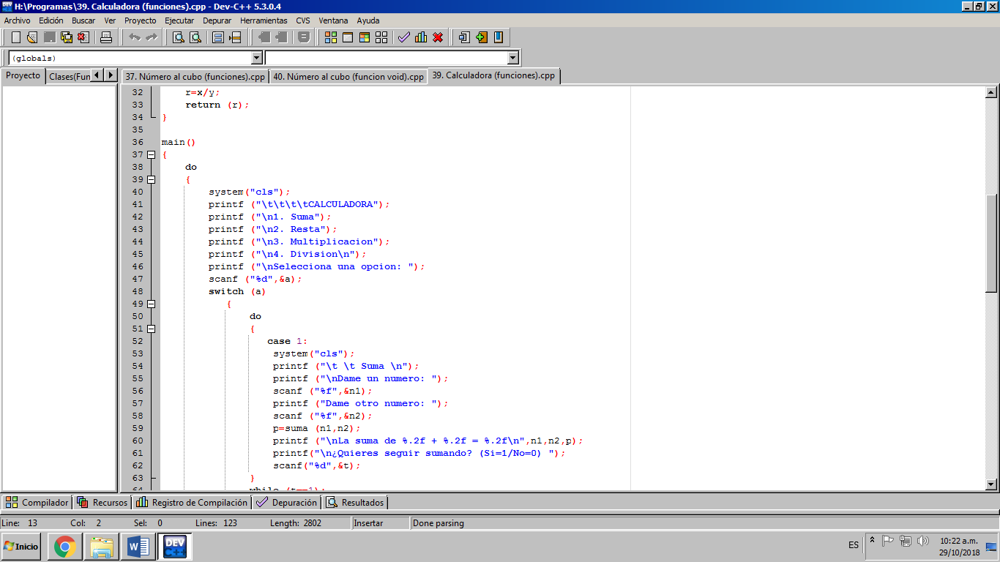 H:\Programas\39. Calculadora (funciones).cpp - Dev-C++ 5.3.0.4
Archivo Edición Buscar Ver Proyecto Ejecutar Depurar Herramientas CVS Ventana Ayuda
(globals)
Proyecto Clases(Fun 37. Número al cubo (funciones).cpp 40. Número al cubo (funcion void).cpp 39. Calculadora (funciones).cpp
32 r=x/y;
33 return (r);
34 }
35
36 main()
37 {
38 do
39 {
40 system("cls");
41 printf ("\t\t\t\tCALCULADORA");
42 printf ("\n1. Suma");
43 printf ("\n2. Resta");
44 printf ("\n3. Multiplicacion");
45 printf ("\n4. Division\n");
46 printf ("\nSelecciona una opcion: ");
47 scanf ("%d",&a);
48 switch (a)
49 {
50 do
51 {
52 case 1:
53 system("cls");
54 printf ("\t \t Suma \n");
55 printf ("\nDame un numero: ");
56 scanf ("%f",&n1);
57 printf ("Dame otro numero: ");
58 scanf ("%f",&n2);
59 p=suma (n1,n2);
60 printf ("\nLa suma de %.2f + %.2f = %.2f\n",n1,n2,p);
61 printf("\n¿Quieres seguir sumando? (Si=1/No=0) ");
62 scanf("%d",&t);
63 }
64 while (t==1);
Compilador Recursos Registro de Compilación Depuración Resultados
Line: 13 Col: 2 Sel: 0 Lines: 123 Length: 2802 Insertar Done parsing
Inicio W DEV C++ ES 10:22 a.m.
29/10/2018